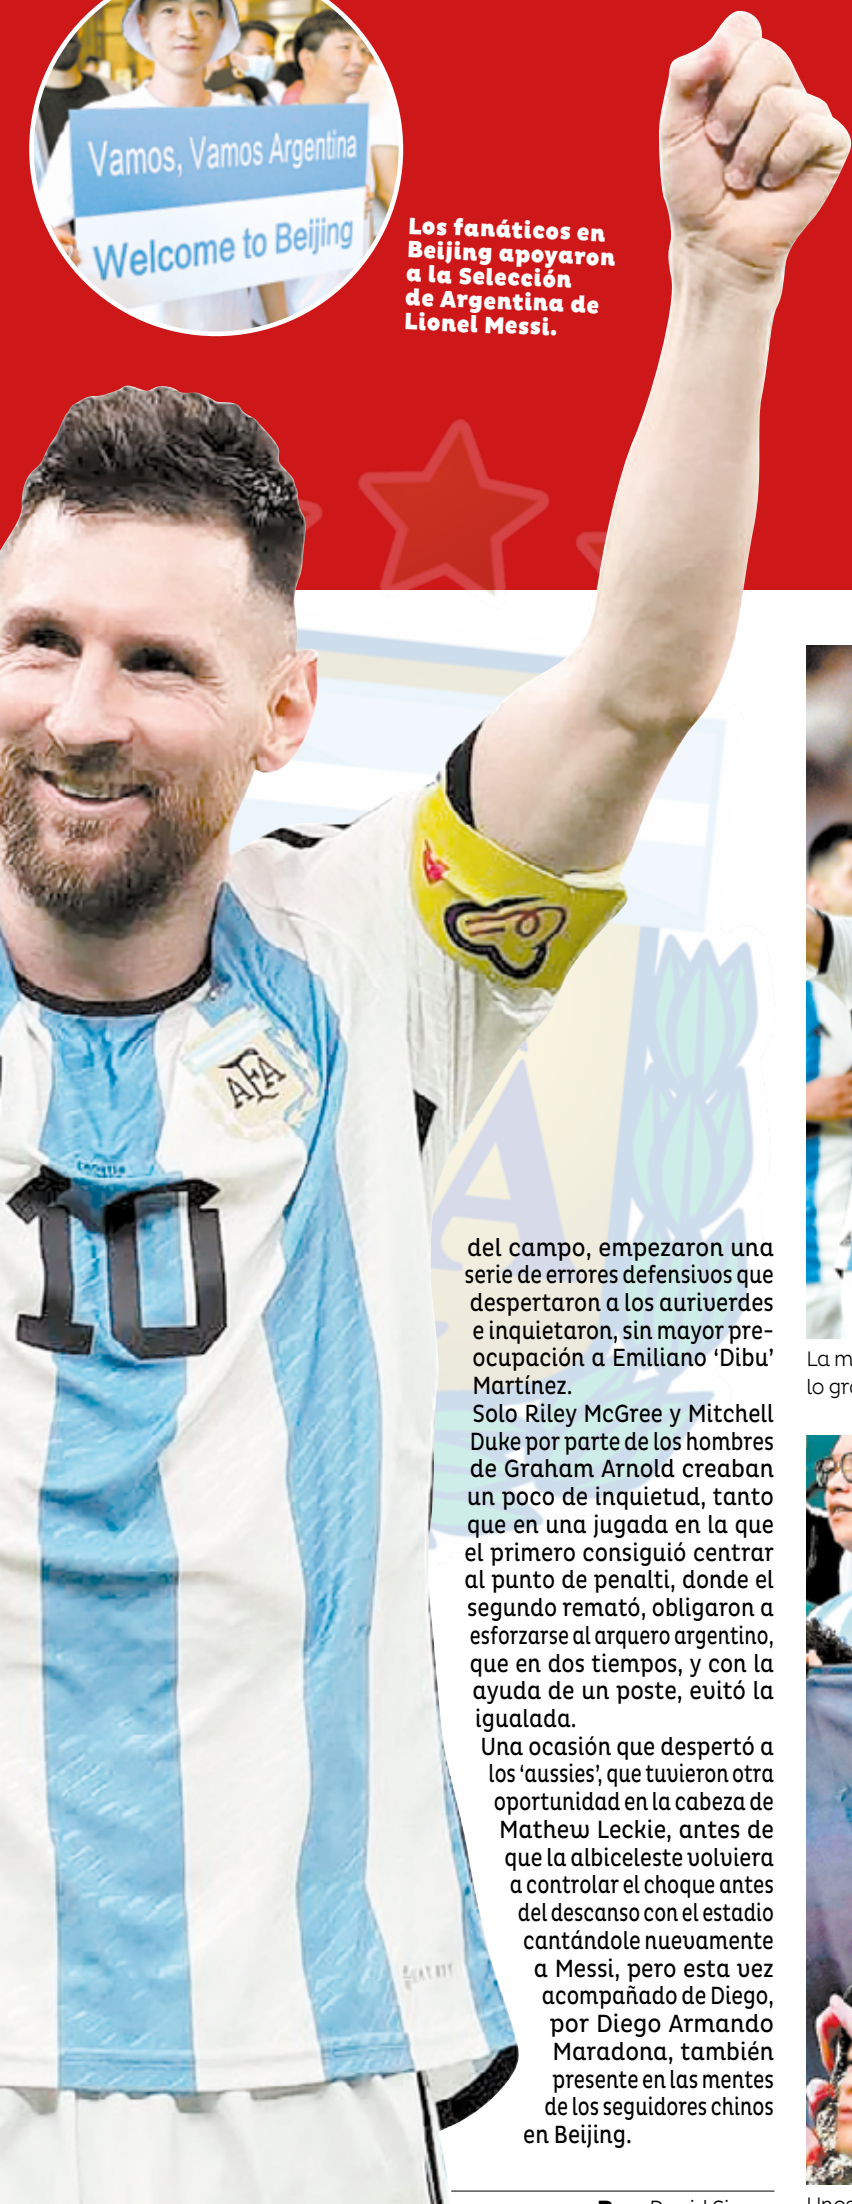 Vamos, Vamos Argentina
Welcome to Beijing
Los fanáticos en
Beijing apoyaron
a la Selección
de Argentina de
Lionel Messi.
AFA
10
del campo, empezaron una
serie de errores defensivos que
despertaron a los auriverdes
e inquietaron, sin mayor pre-
ocupación a Emiliano ‘Dibu’
Martínez.
Solo Riley McGree y Mitchell
Duke por parte de los hombres
de Graham Arnold creaban
un poco de inquietud, tanto
que en una jugada en la que
el primero consiguió centrar
al punto de penalti, donde el
segundo remató, obligaron a
esforzarse al arquero argentino,
que en dos tiempos, y con la
ayuda de un poste, evitó la
igualada.
Una ocasión que despertó a
los ‘aussies’, que tuvieron otra
oportunidad en la cabeza de
Mathew Leckie, antes de
que la albiceleste volviera
a controlar el choque antes
del descanso con el estadio
cantándole nuevamente
a Messi, pero esta vez
acompañado de Diego,
por Diego Armando
Maradona, también
presente en las mentes
de los seguidores chinos
en Beijing.
La m
lo gr